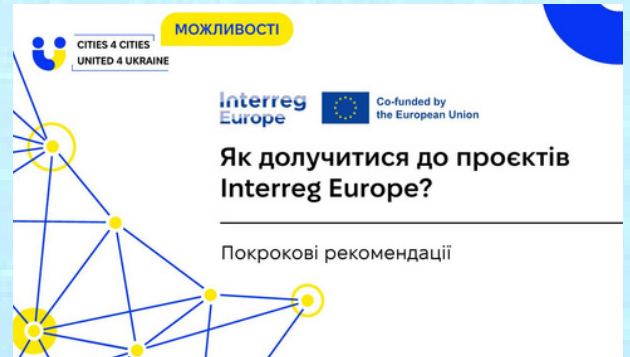 МОЖЛИВОСТІ
CITIES 4 CITIES
UNITED 4 UKRAINE
Interreg
Europe
Co-funded by
the European Union
Як долучитися до проєктів
Interreg Europe?
Покрокові рекомендації